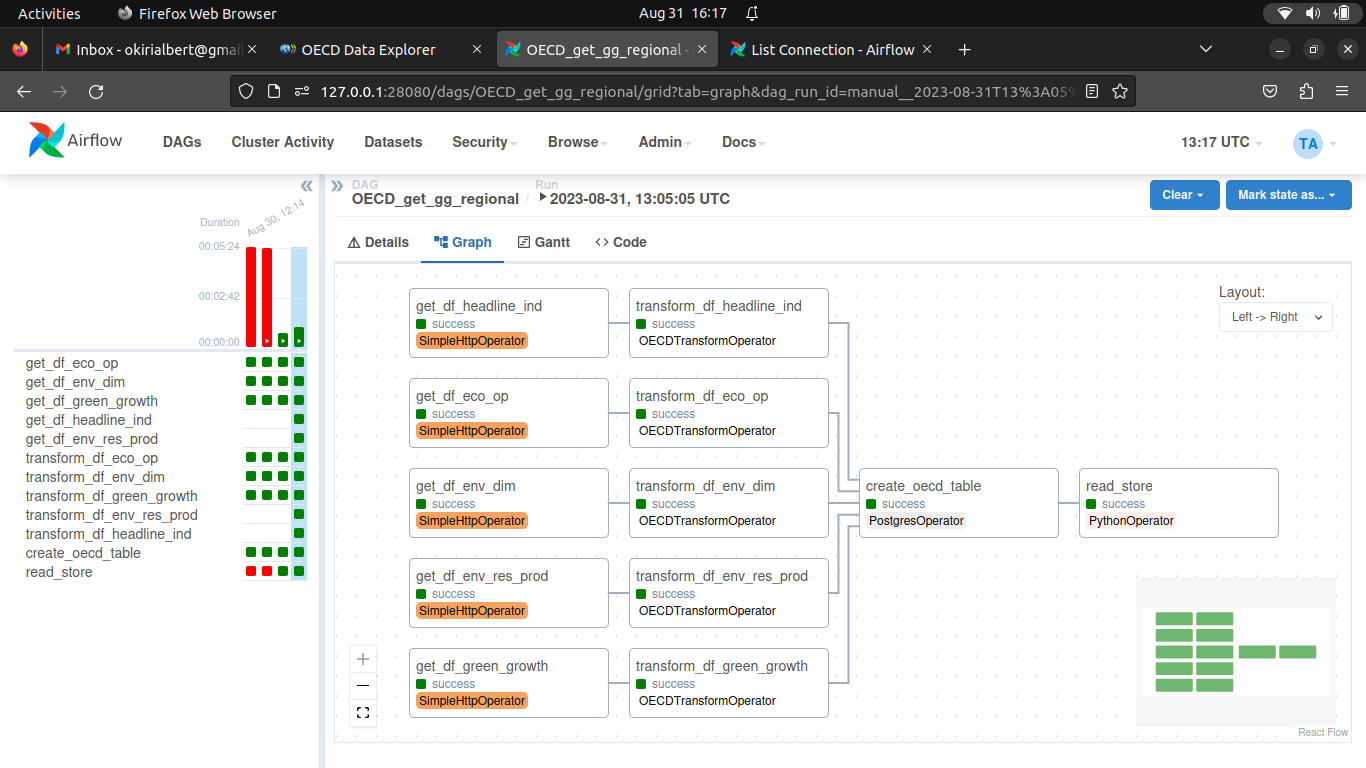 Activities Firefox Web Browser Aug 31 16:17
Inbox - okirialbert@gmai OECD Data Explorer OECD_get_gg_regional - List Connection - Airflow
127.0.0.1:28080/dags/OECD_get_gg_regional/grid?tab=graph&dag_run_id=manual__2023-08-31T13%3A05%
Airflow DAGs Cluster Activity Datasets Security Browse Admin Docs 13:17 UTC TA
DAG Run
OECD_get_gg_regional / 2023-08-31, 13:05:05 UTC
Clear Mark state as...
Details Graph Gantt Code
Aug 30, 12:14
Duration
00:05:24
00:02:42
00:00:00
get_df_eco_op
get_df_env_dim
get_df_green_growth
get_df_headline_ind
get_df_env_res_prod
transform_df_eco_op
transform_df_env_dim
transform_df_green_growth
transform_df_env_res_prod
transform_df_headline_ind
create_oecd_table
read_store
Layout:
Left -> Right
get_df_headline_ind
success
SimpleHttpOperator
transform_df_headline_ind
success
OECDTransformOperator
get_df_eco_op
success
SimpleHttpOperator
transform_df_eco_op
success
OECDTransformOperator
get_df_env_dim
success
SimpleHttpOperator
transform_df_env_dim
success
OECDTransformOperator
create_oecd_table
success
PostgresOperator
read_store
success
PythonOperator
get_df_env_res_prod
success
SimpleHttpOperator
transform_df_env_res_prod
success
OECDTransformOperator
get_df_green_growth
success
SimpleHttpOperator
transform_df_green_growth
success
OECDTransformOperator
React Flow